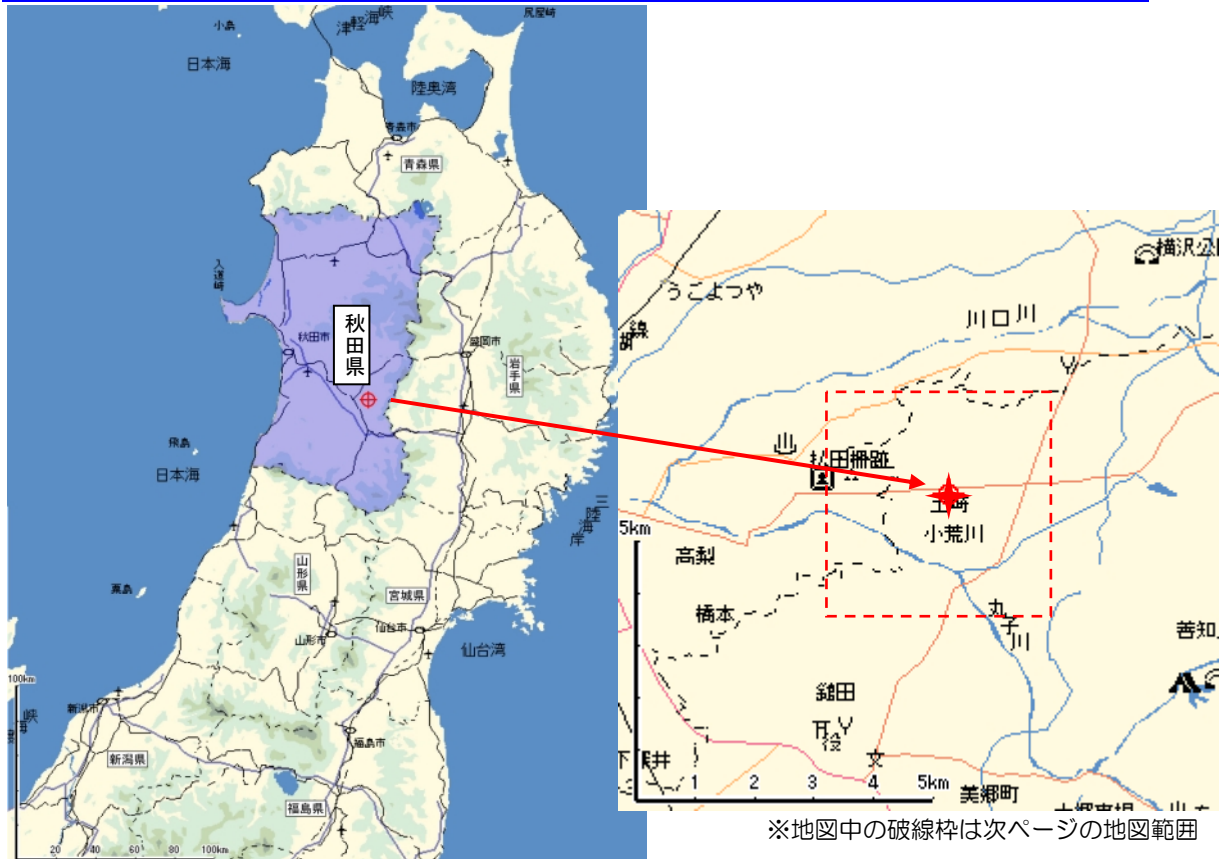 津軽海峡
小島
尻屋崎
日本海
陸奥湾
青森市
青森県
入道崎
秋田県
秋田市
盛岡市
岩手県
飛島
日本海
三陸海岸
粟島
山形県
宮城県
山形市
仙台市
仙台湾
100km
新潟市
新潟県
福島市
福島県
20 40 60 80 100km
横沢公
うごよつや
川口川
線
払田柵跡
5km
小荒川
高梨
橋本
丸子川
善知
鑓田
美郷町
1 2 3 4 5km
※地図中の破線枠は次ページの地図範囲